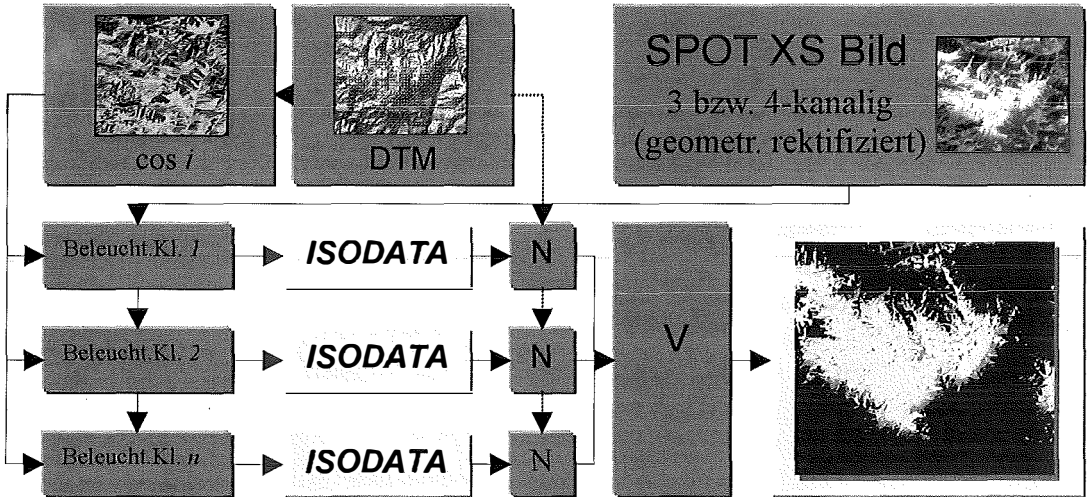 cos i
DTM
SPOT XS Bild
3 bzw. 4-kanalig
(geometr. rektifiziert)
Beleucht.Kl. 1
ISODATA
N
Beleucht.Kl. 2
ISODATA
N
V
Beleucht.Kl. n
ISODATA
N